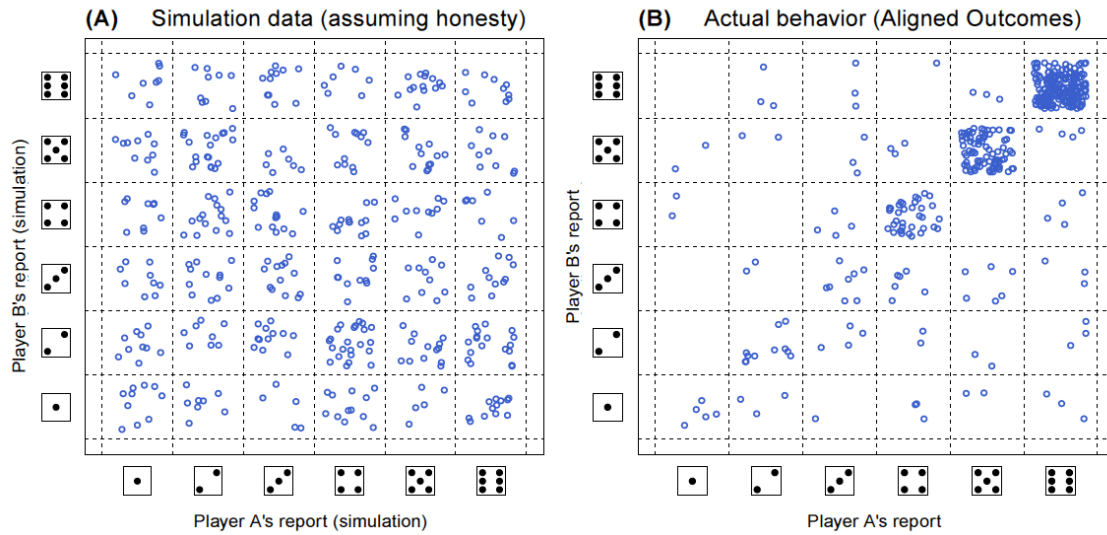 (A) Simulation data (assuming honesty)
Player B's report (simulation)
Player A's report (simulation)
(B) Actual behavior (Aligned Outcomes)
Player B's report
Player A's report